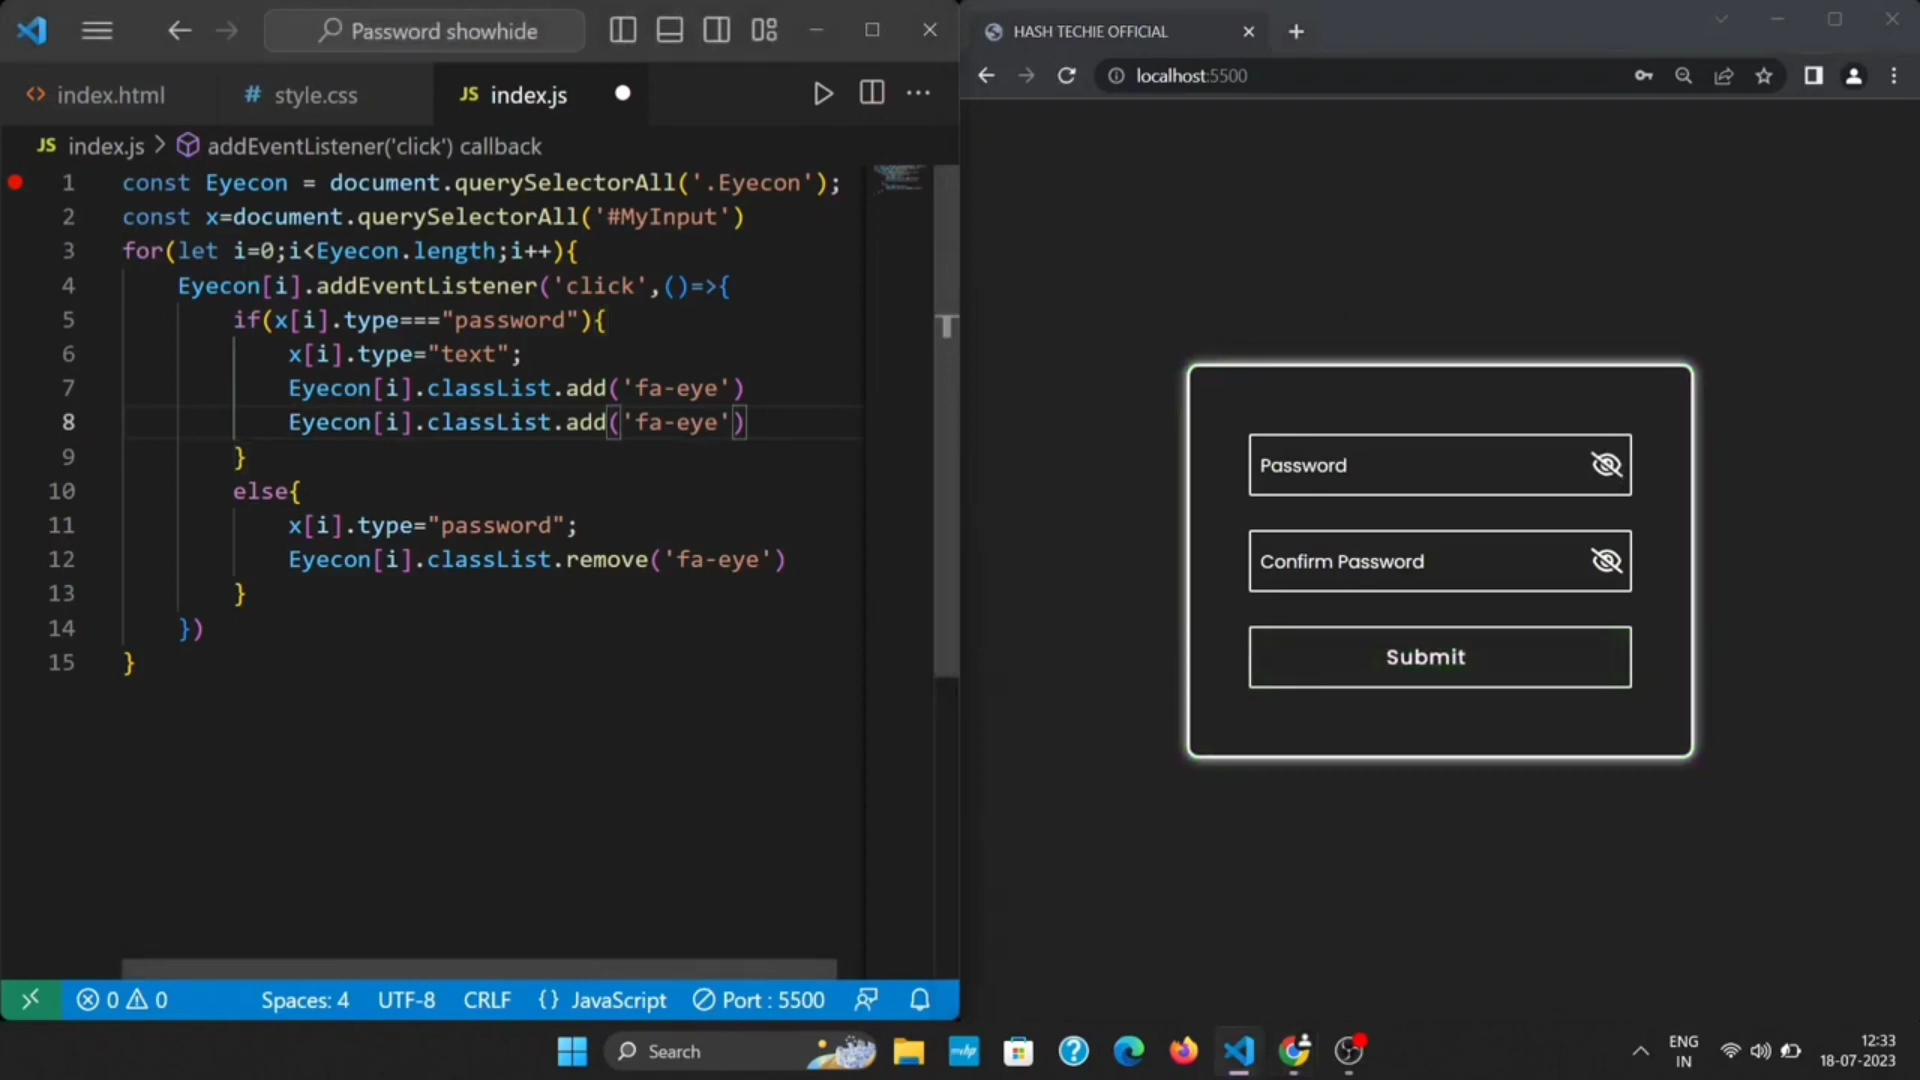 Password showhide
index.html
# style.css
JS index.js
JS index.js > addEventListener('click') callback
1 const Eyecon = document.querySelectorAll('.Eyecon');
2 const x=document.querySelectorAll('#MyInput')
3 for(let i=0;i<Eyecon.length;i++){
4 Eyecon[i].addEventListener('click',()=>{
5 if(x[i].type==="password"){
6 x[i].type="text";
7 Eyecon[i].classList.add('fa-eye')
8 Eyecon[i].classList.add('fa-eye')
9 }
10 else{
11 x[i].type="password";
12 Eyecon[i].classList.remove('fa-eye')
13 }
14 })
15 }
0 0 Spaces: 4 UTF-8 CRLF {} JavaScript Port : 5500
HASH TECHIE OFFICIAL
localhost:5500
Password
Confirm Password
Submit
Search
myhp
ENG
IN
12:33
18-07-2023